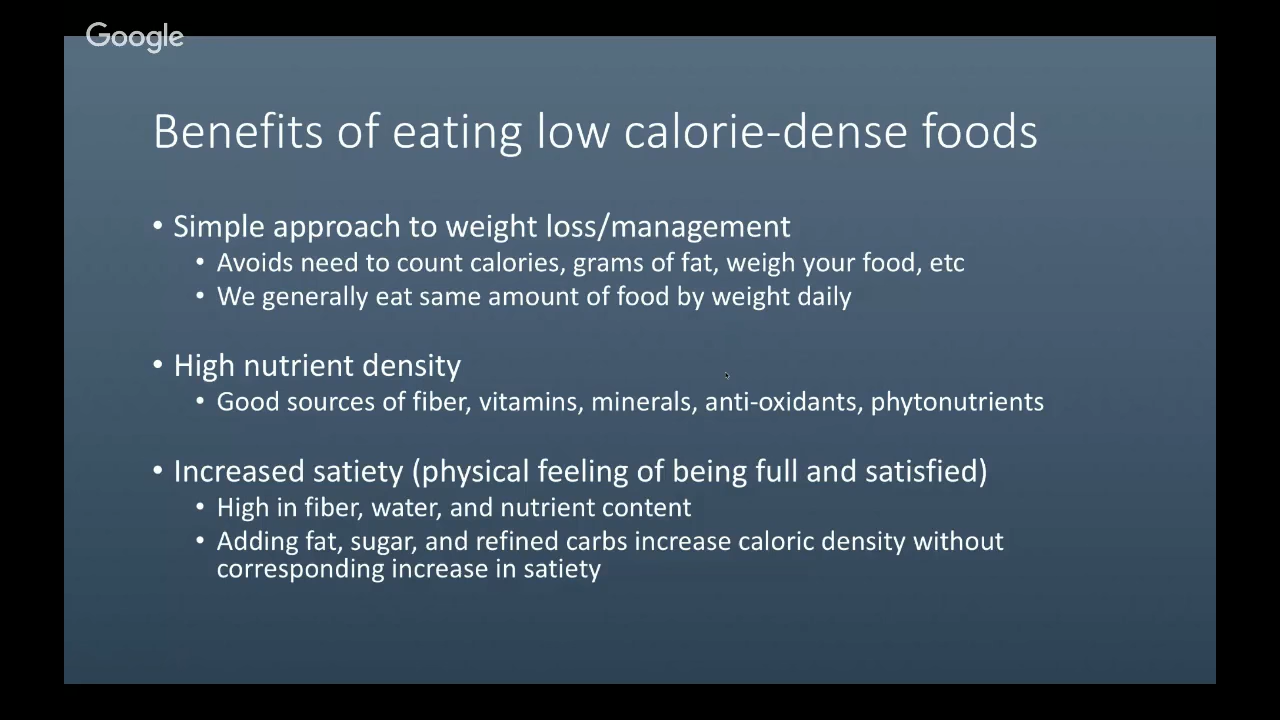 Google
Benefits of eating low calorie-dense foods
• Simple approach to weight loss/management
• Avoids need to count calories, grams of fat, weigh your food, etc
• We generally eat same amount of food by weight daily
• High nutrient density
• Good sources of fiber, vitamins, minerals, anti-oxidants, phytonutrients
• Increased satiety (physical feeling of being full and satisfied)
• High in fiber, water, and nutrient content
• Adding fat, sugar, and refined carbs increase caloric density without
corresponding increase in satiety